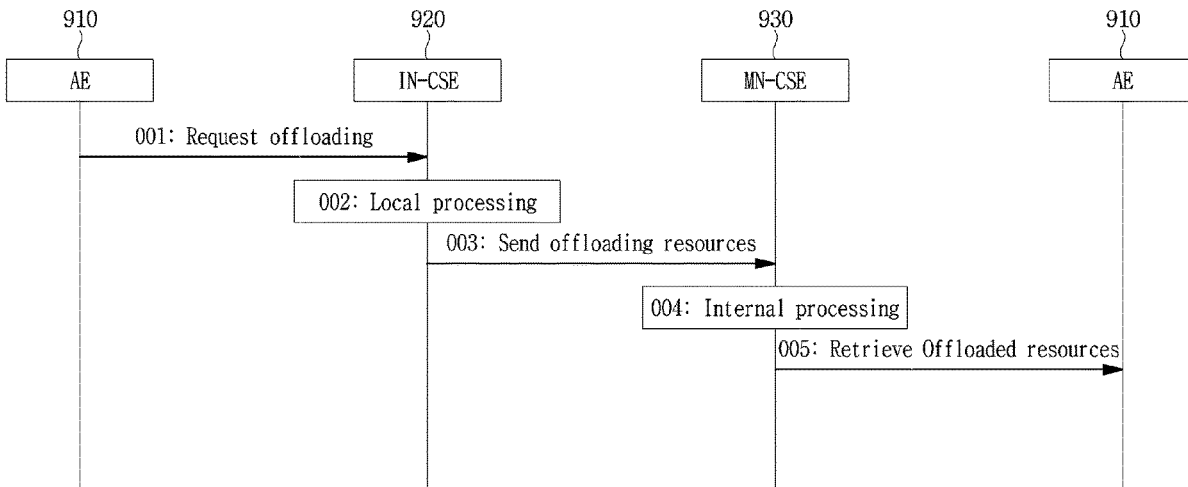 910 920 930 910
AE IN-CSE MN-CSE AE
001: Request offloading
002: Local processing
003: Send offloading resources
004: Internal processing
005: Retrieve Offloaded resources